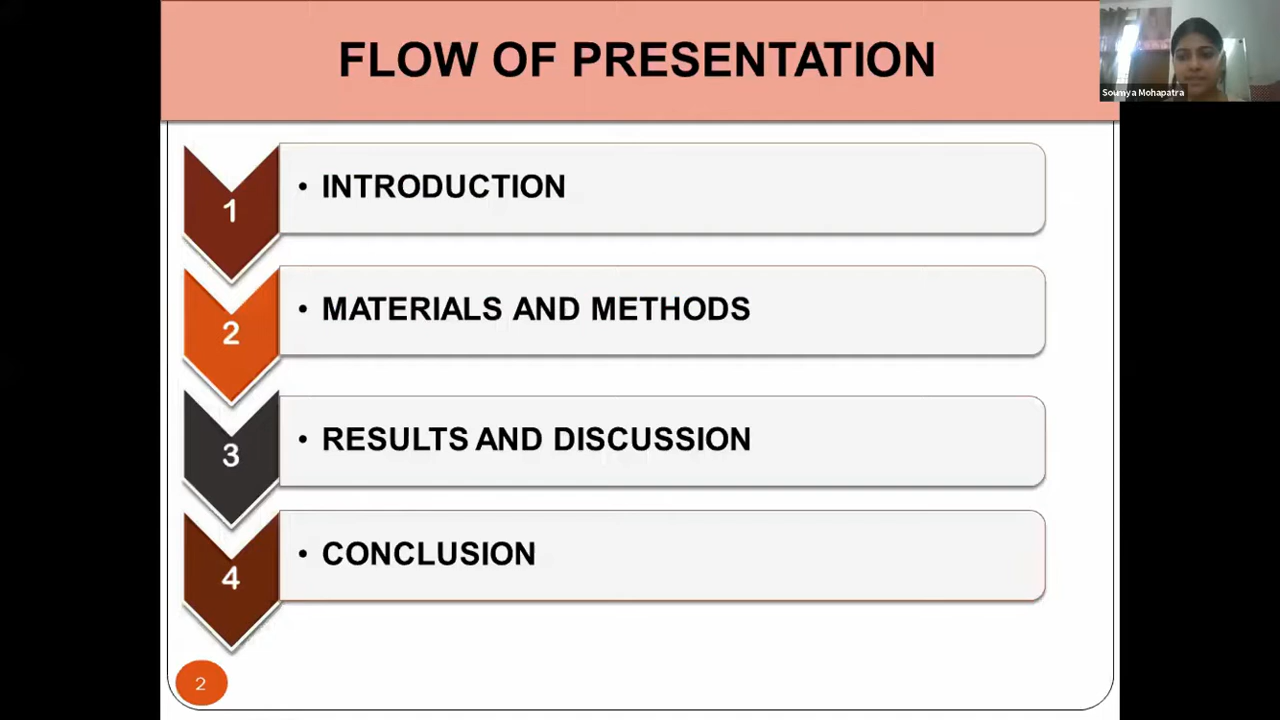 FLOW OF PRESENTATION
Soumya Mohapatra
1
• INTRODUCTION
2
• MATERIALS AND METHODS
3
• RESULTS AND DISCUSSION
4
• CONCLUSION
2